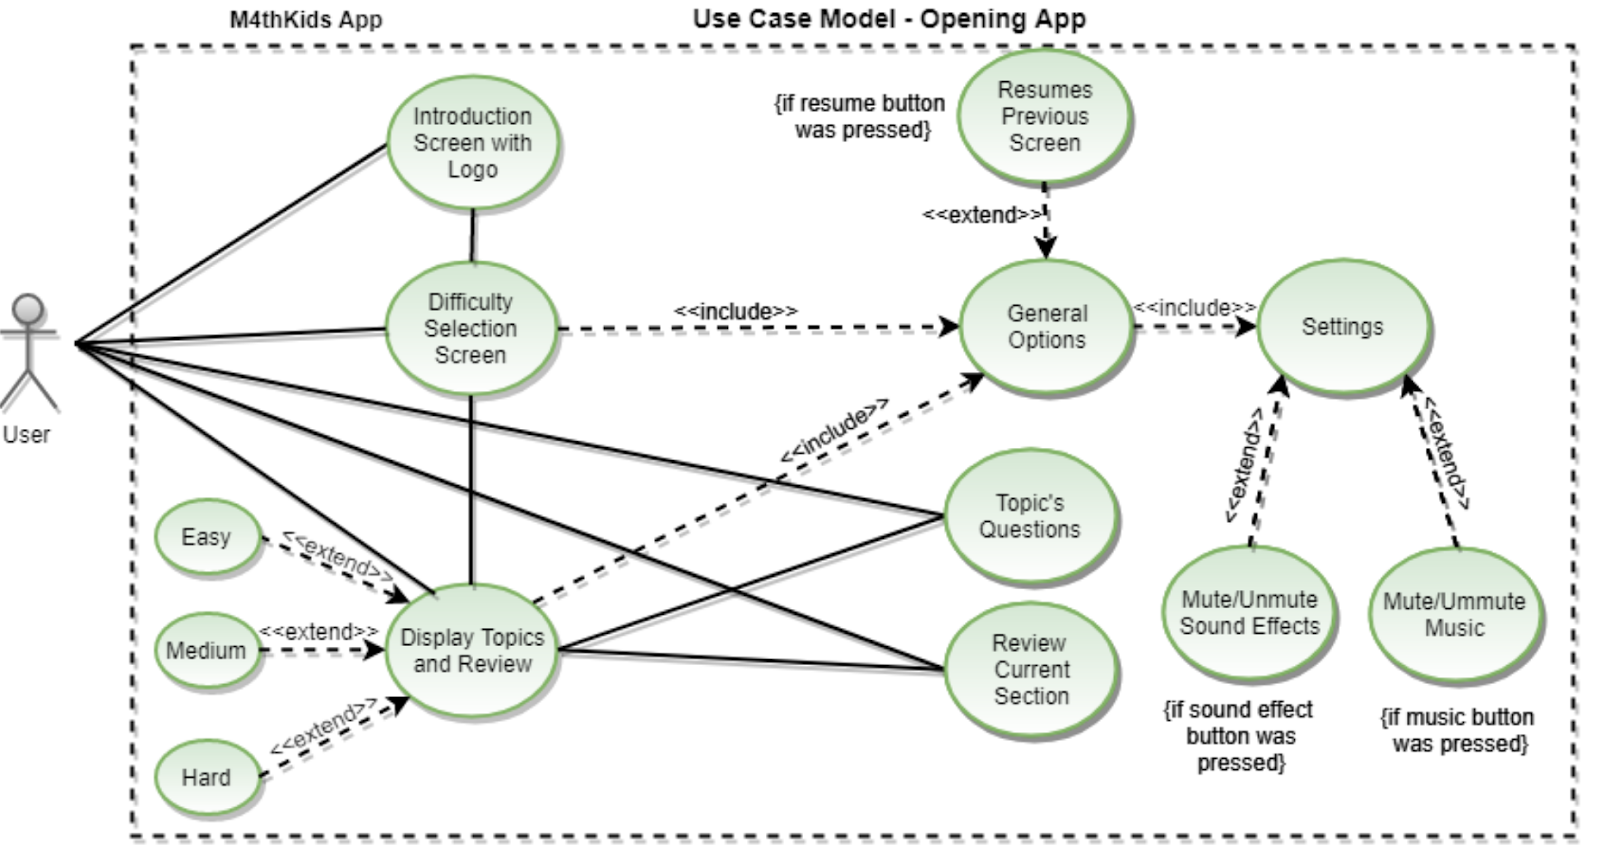 M4thKids App
Use Case Model - Opening App
Introduction
Screen with
Logo
{if resume button
was pressed}
Resumes
Previous
Screen
<<extend>>
Difficulty
Selection
Screen
<<include>>
General
Options
<<include>>
Settings
User
<<include>>
<<extend>>
<<extend>>
Topic's
Questions
Easy
<<extend>>
Medium
<<extend>>
Display Topics
and Review
Hard
<<extend>>
Review
Current
Section
Mute/Unmute
Sound Effects
Mute/Ummute
Music
{if sound effect
button was
pressed}
{if music button
was pressed}